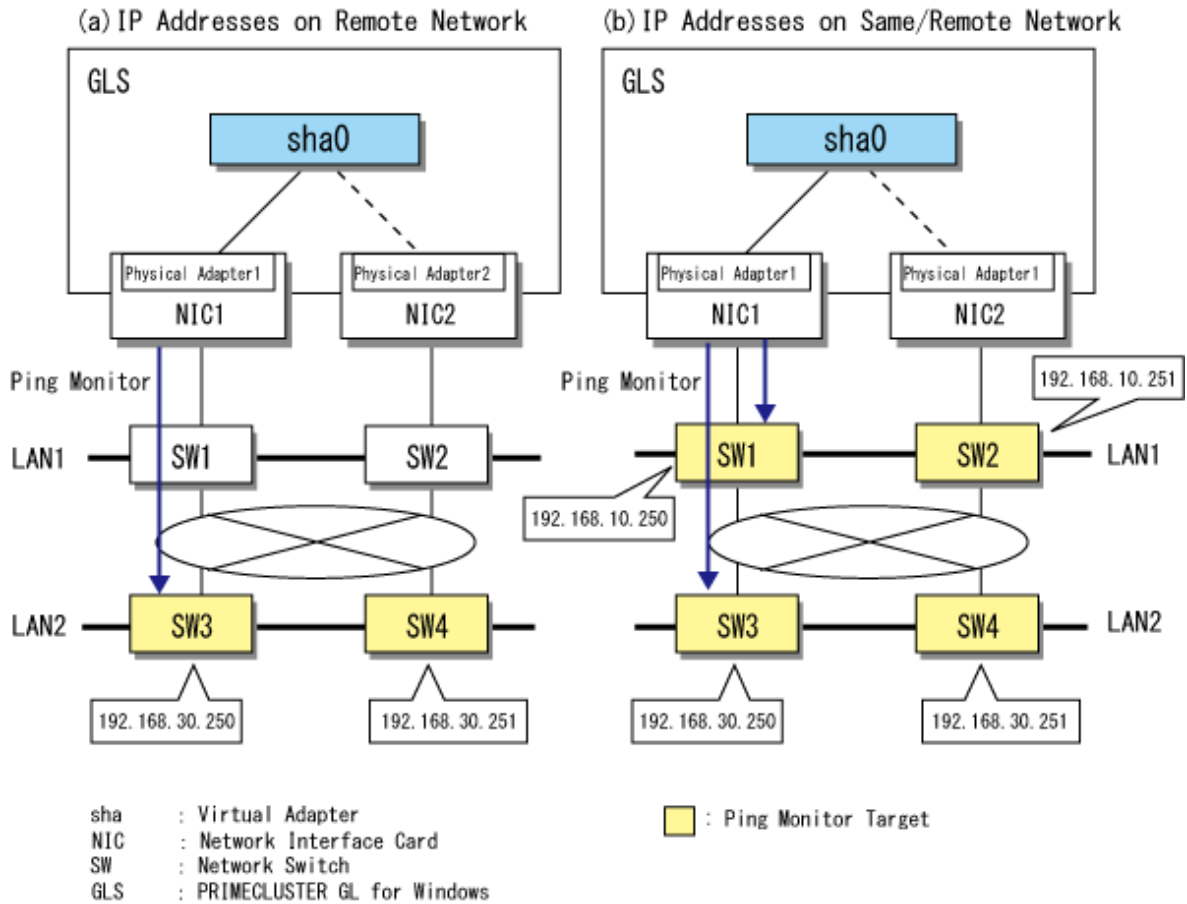 (a) IP Addresses on Remote Network
GLS
sha0
Physical Adapter1
Physical Adapter2
NIC1
NIC2
Ping Monitor
LAN1
SW1
SW2
LAN2
SW3
SW4
192.168.30.250
192.168.30.251
(b) IP Addresses on Same/Remote Network
GLS
sha0
Physical Adapter1
Physical Adapter1
NIC1
NIC2
Ping Monitor
192.168.10.251
SW1
SW2
LAN1
192.168.10.250
SW3
SW4
LAN2
192.168.30.250
192.168.30.251
sha : Virtual Adapter
NIC : Network Interface Card
SW : Network Switch
GLS : PRIMECLUSTER GL for Windows
: Ping Monitor Target